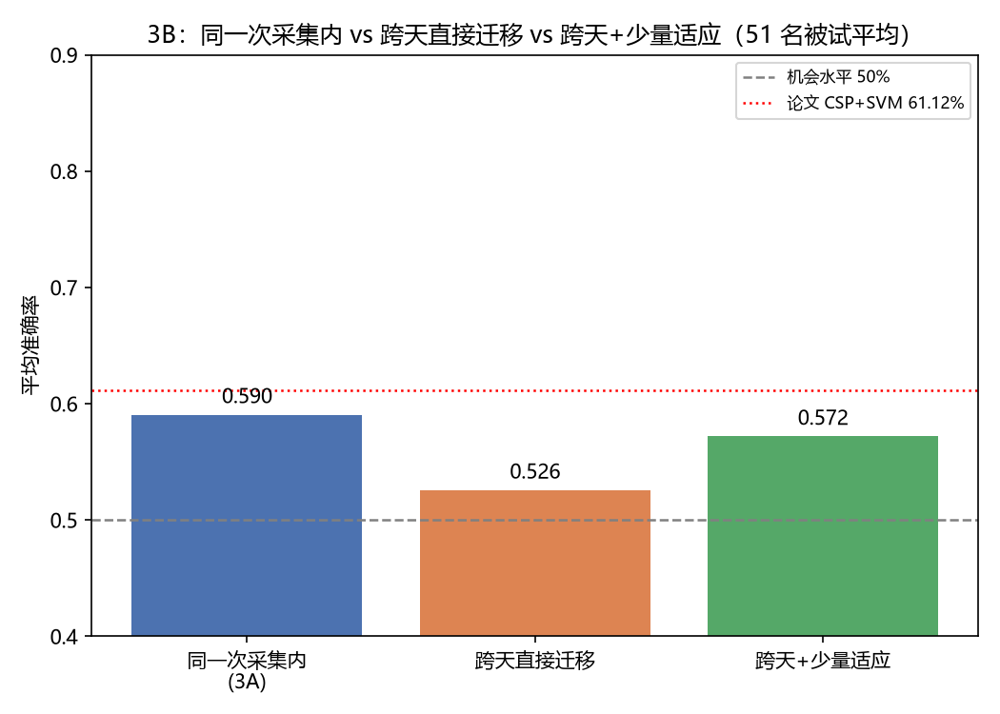 3B：同一次采集内 vs 跨天直接迁移 vs 跨天+少量适应（51 名被试平均）
机会水平 50%
论文 CSP+SVM 61.12%
平均准确率
0.9
0.8
0.7
0.6
0.5
0.4
0.590
0.526
0.572
同一次采集内
(3A)
跨天直接迁移
跨天+少量适应